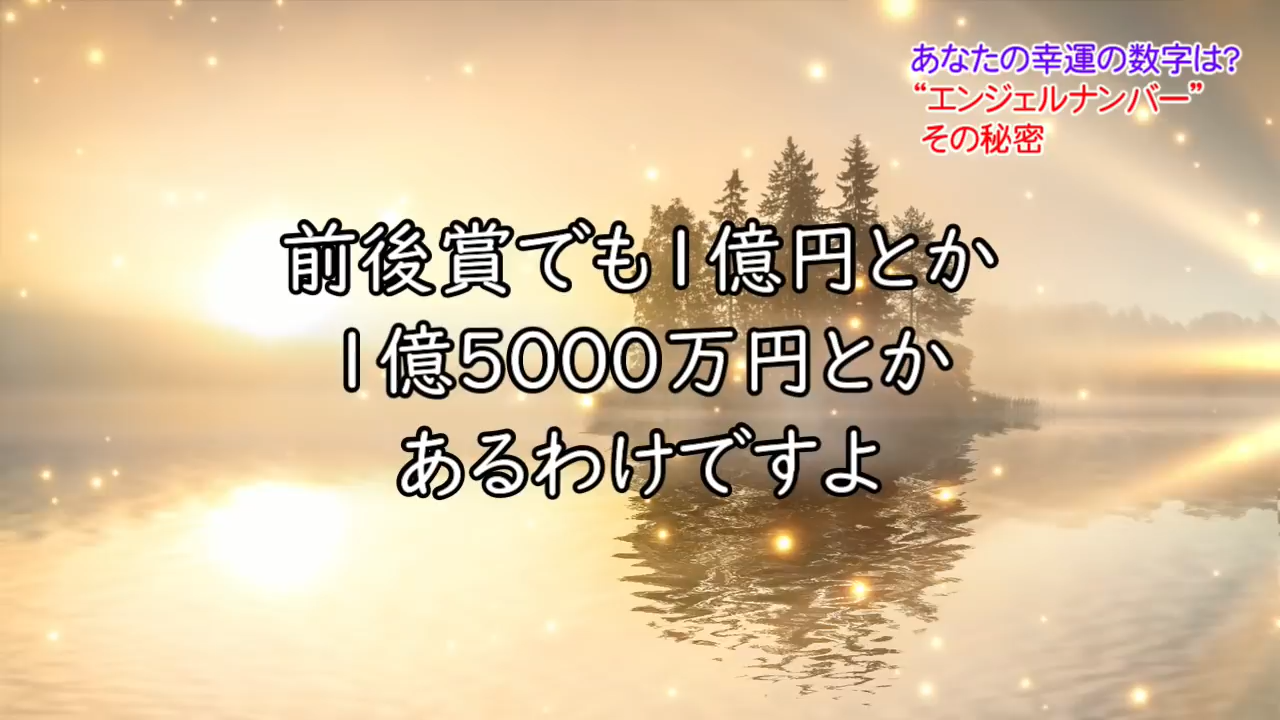 あなたの幸運の数字は?
“エンジェルナンバー”
その秘密
前後賞でも1億円とか
1億5000万円とか
あるわけですよ